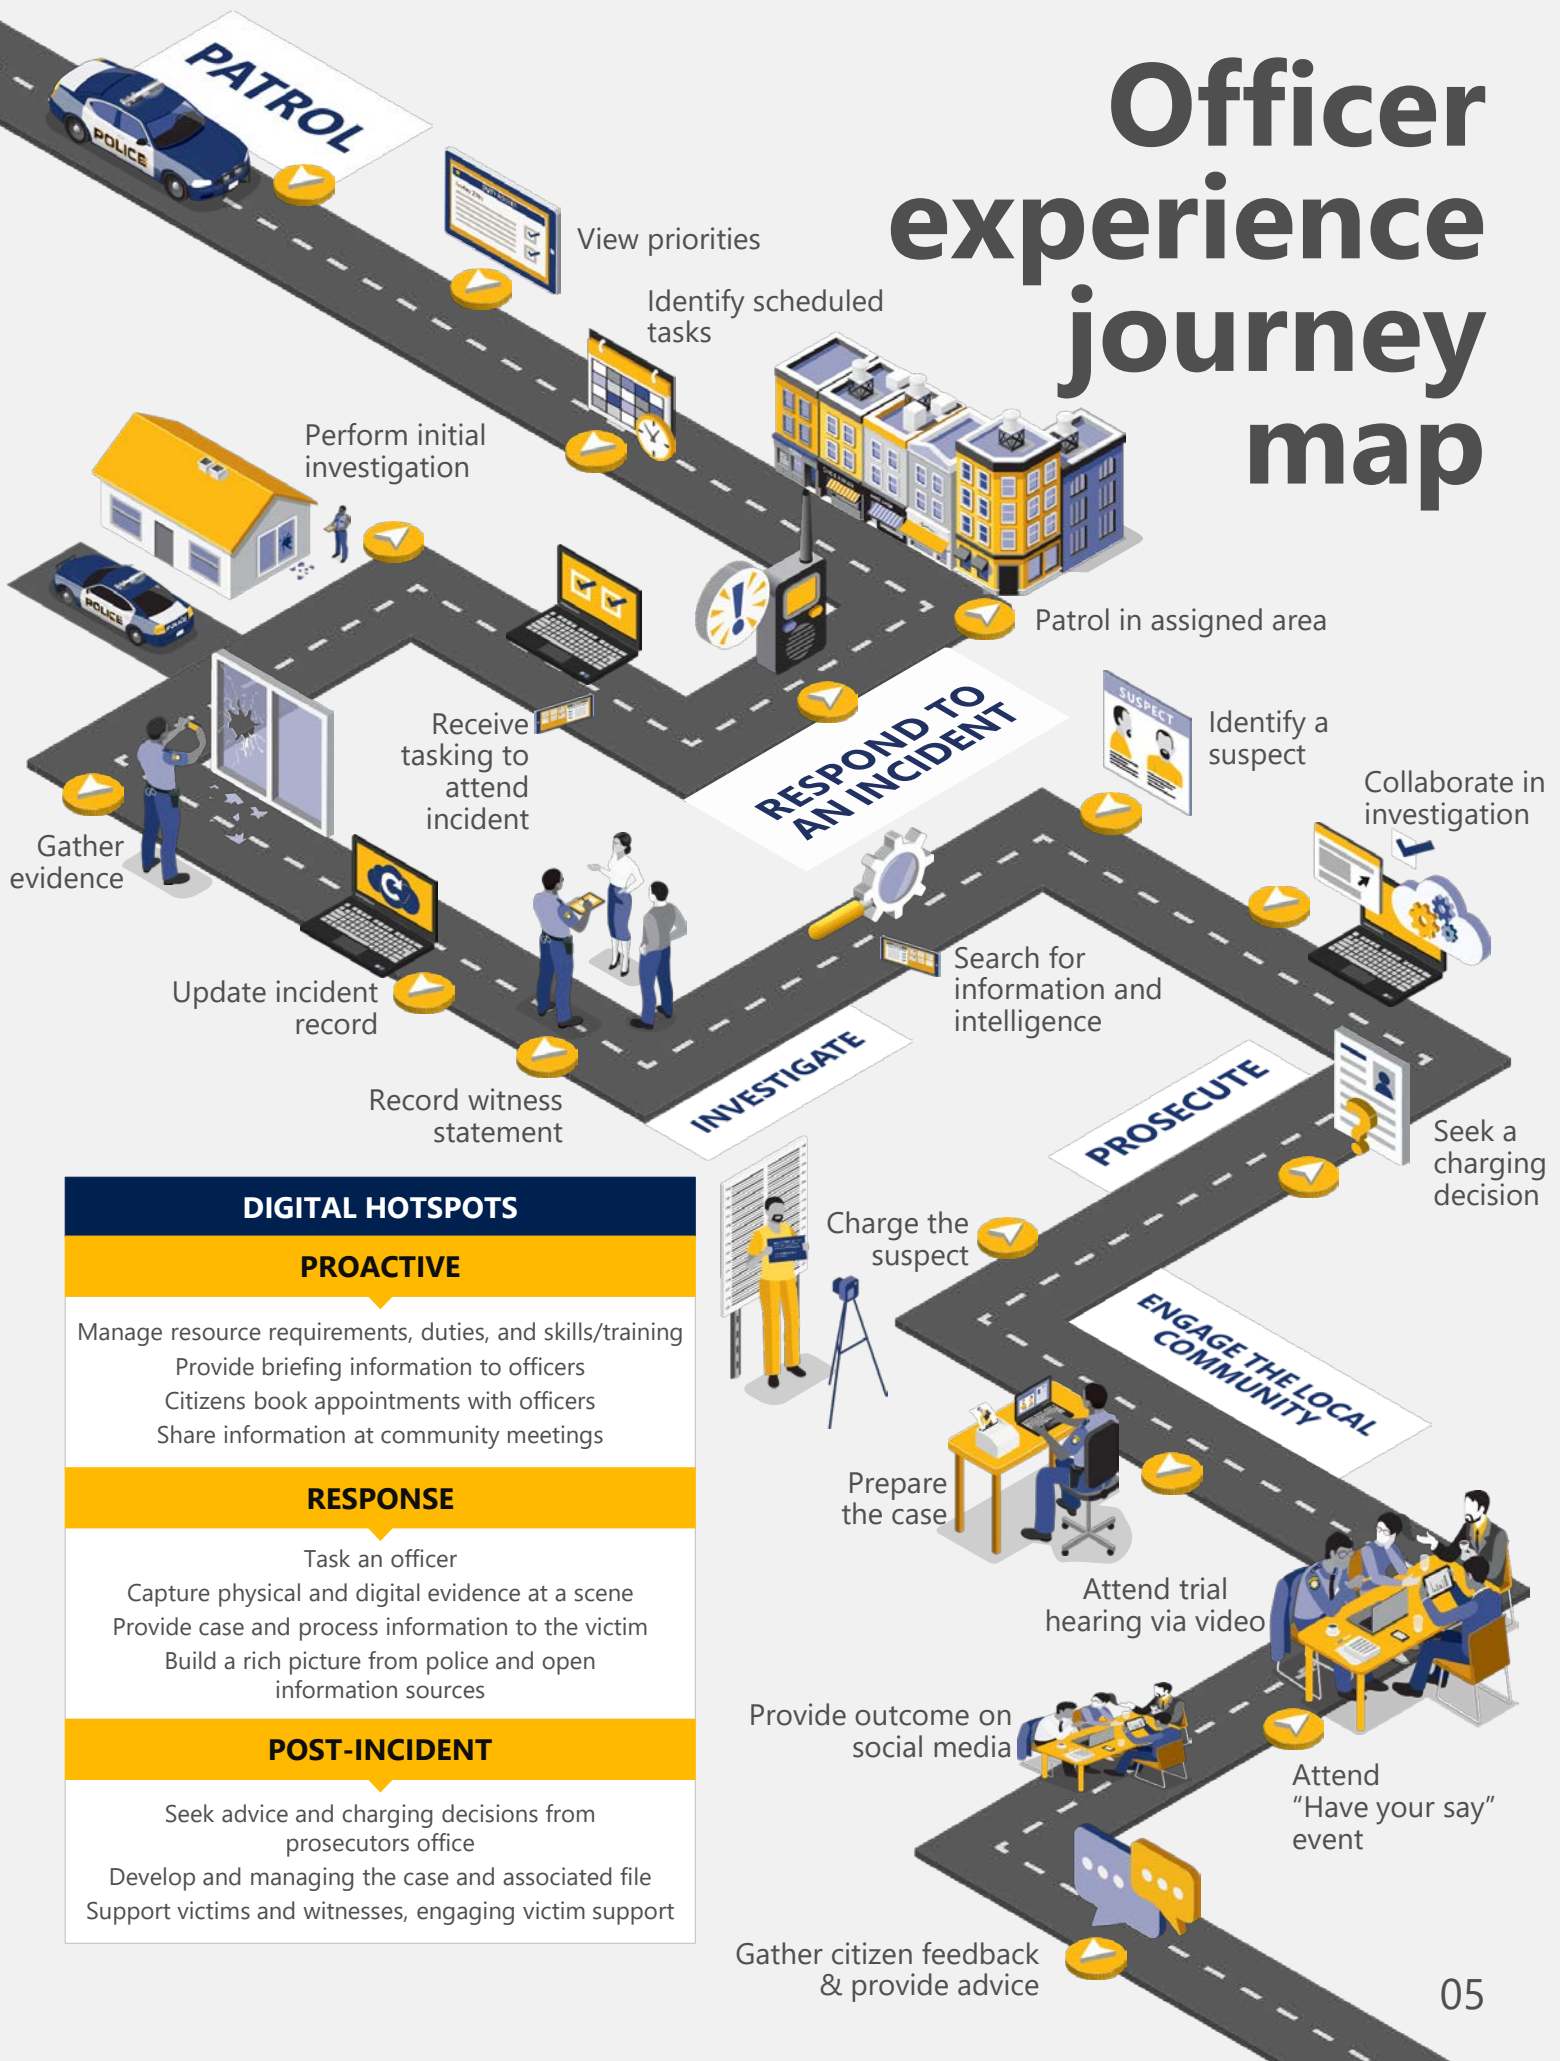 Officer
experience
journey
map
PATROL
POLICE
View priorities
Identify scheduled
tasks
Patrol in assigned area
RESPOND TO
AN INCIDENT
Receive
tasking to
attend
incident
Perform initial
investigation
POLICE
Gather
evidence
Update incident
record
Record witness
statement
INVESTIGATE
Search for
information and
intelligence
SUSPECT
Identify a
suspect
Collaborate in
investigation
PROSECUTE
Seek a
charging
decision
Charge the
suspect
ENGAGE THE LOCAL
COMMUNITY
Prepare
the case
Attend trial
hearing via video
Attend
“Have your say”
event
Provide outcome on
social media
Gather citizen feedback
& provide advice
DIGITAL HOTSPOTS
PROACTIVE
Manage resource requirements, duties, and skills/training
Provide briefing information to officers
Citizens book appointments with officers
Share information at community meetings
RESPONSE
Task an officer
Capture physical and digital evidence at a scene
Provide case and process information to the victim
Build a rich picture from police and open
information sources
POST-INCIDENT
Seek advice and charging decisions from
prosecutors office
Develop and managing the case and associated file
Support victims and witnesses, engaging victim support
05